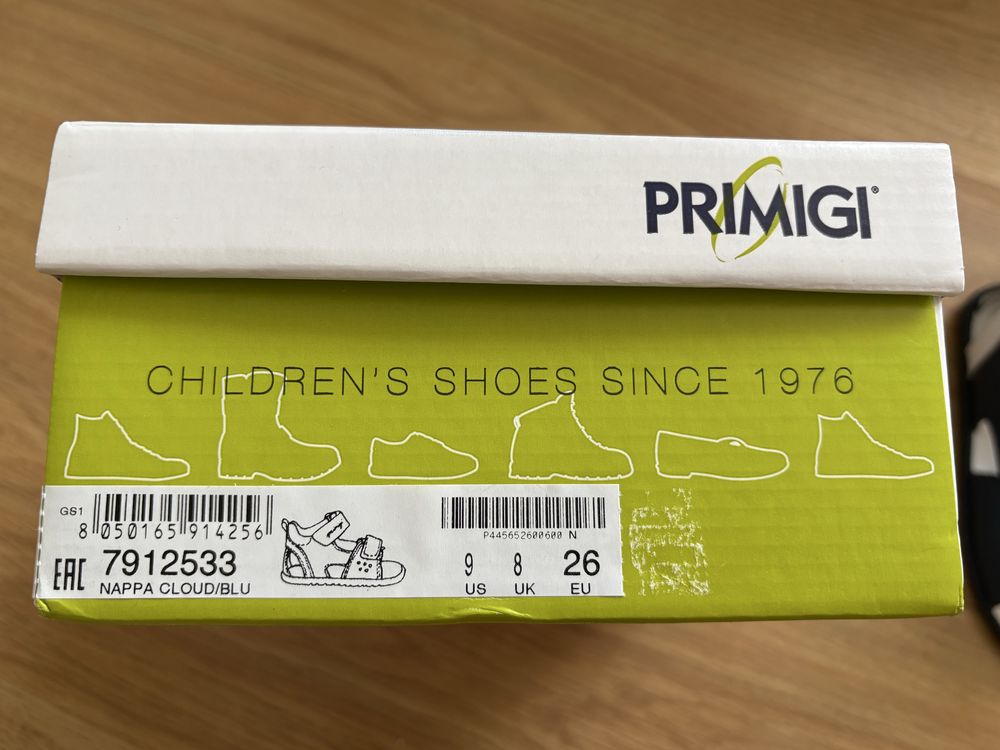 PRIMIGI®
CHILDREN'S SHOES SINCE 1976
GS1
8 050165 914256
P445652600600 N
EAC 7912533
NAPPA CLOUD/BLU
9 8 26
US UK EU